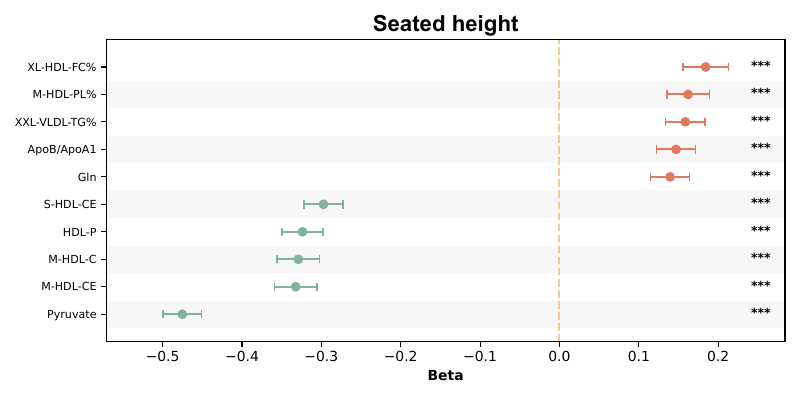 Seated height
XL-HDL-FC% ***
M-HDL-PL% ***
XXL-VLDL-TG% ***
ApoB/ApoA1 ***
Gln ***
S-HDL-CE ***
HDL-P ***
M-HDL-C ***
M-HDL-CE ***
Pyruvate ***
−0.5 −0.4 −0.3 −0.2 −0.1 0.0 0.1 0.2
Beta